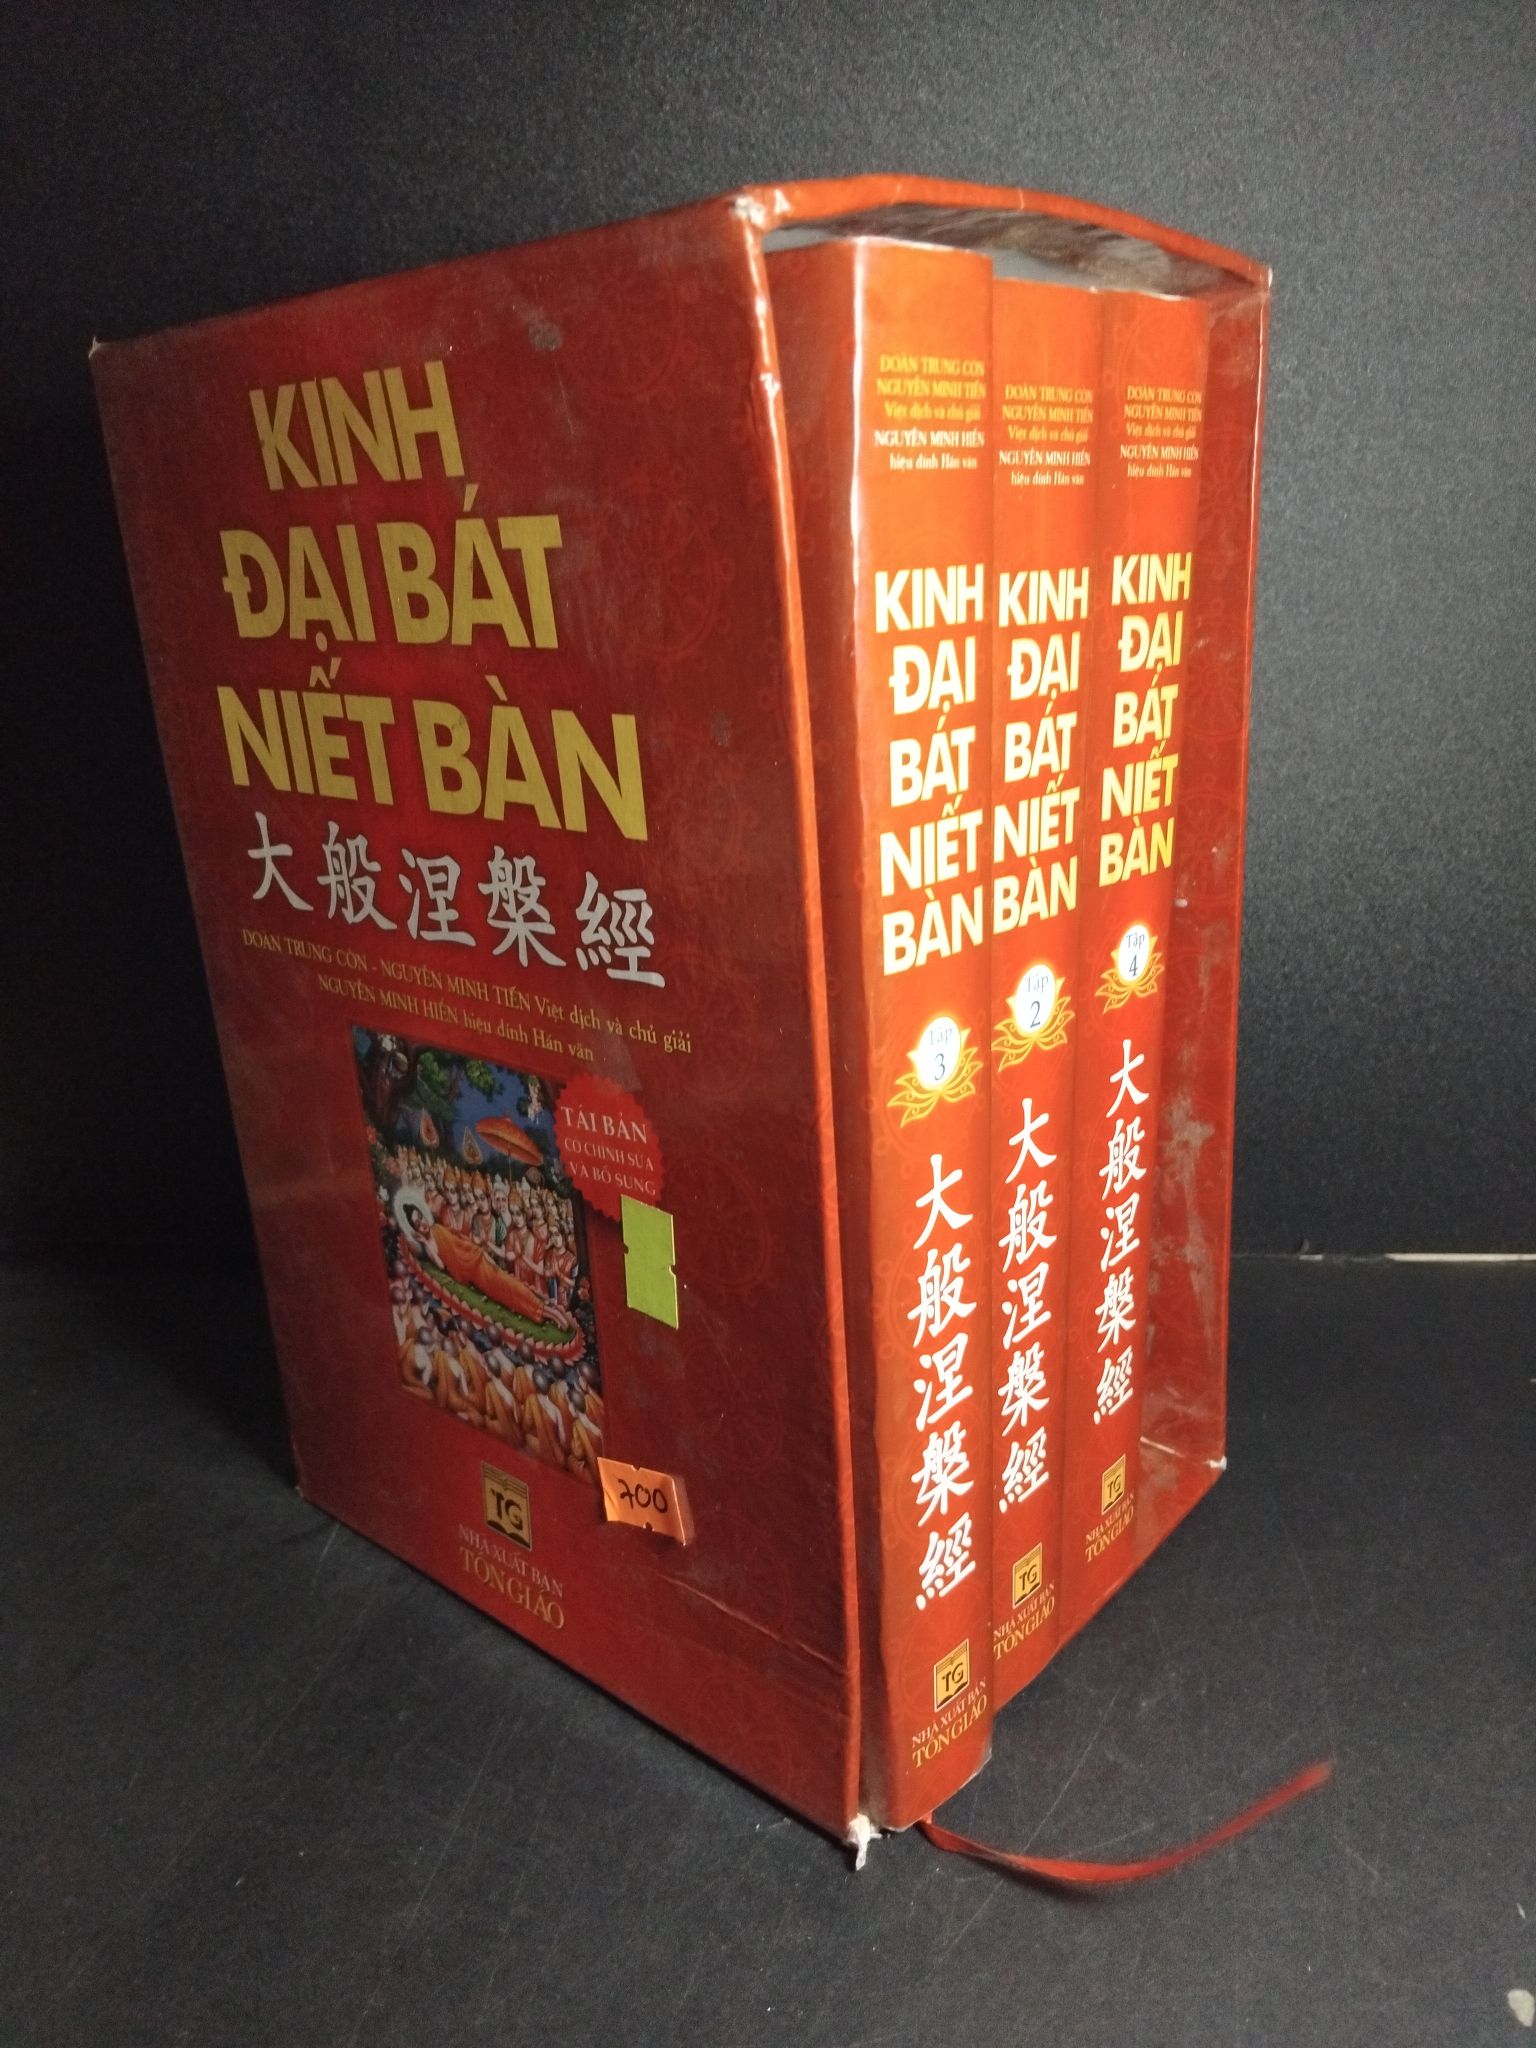 KINH
ĐẠI BÁT
NIẾT BÀN
大般涅槃經
ĐOÀN TRUNG CÒN - NGUYỄN MINH TIẾN Việt dịch và chú giải
NGUYỄN MINH HIỂN hiệu đính Hán văn
TÁI BẢN
CÓ CHỈNH SỬA
VÀ BỔ SUNG
700
TG
NHÀ XUẤT BẢN
TÔN GIÁO
ĐOÀN TRUNG CÒN
NGUYỄN MINH TIẾN
Việt dịch và chú giải
NGUYỄN MINH HIỂN
hiệu đính Hán văn
KINH
ĐẠI
BÁT
NIẾT
BÀN
Tập
3
大般涅槃經
TG
NHÀ XUẤT BẢN
TÔN GIÁO
ĐOÀN TRUNG CÒN
NGUYỄN MINH TIẾN
Việt dịch và chú giải
NGUYỄN MINH HIỂN
hiệu đính Hán văn
KINH
ĐẠI
BÁT
NIẾT
BÀN
Tập
2
大般涅槃經
TG
NHÀ XUẤT BẢN
TÔN GIÁO
ĐOÀN TRUNG CÒN
NGUYỄN MINH TIẾN
Việt dịch và chú giải
NGUYỄN MINH HIỂN
hiệu đính Hán văn
KINH
ĐẠI
BÁT
NIẾT
BÀN
Tập
4
大般涅槃經
TG
NHÀ XUẤT BẢN
TÔN GIÁO